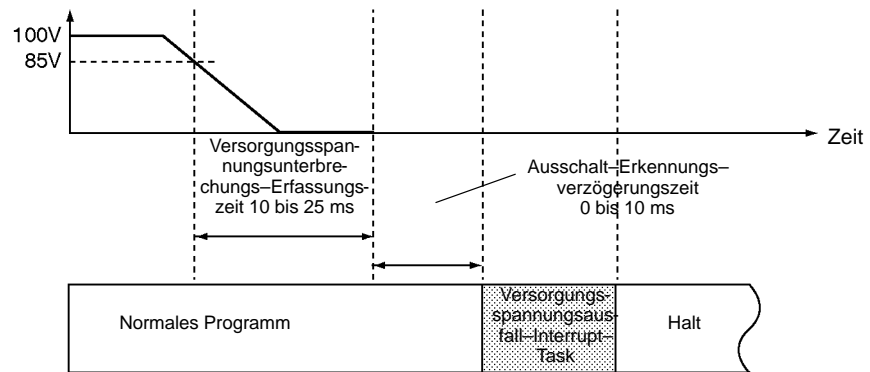 100V
85V
Zeit
Versorgungsspan-
nungsunterbre-
chungs–Erfassungs-
zeit 10 bis 25 ms
Ausschalt–Erkennungs–
verzögerungszeit
0 bis 10 ms
Normales Programm
Versorgungs-
spannungsaus-
fall–Interrupt–
Task
Halt